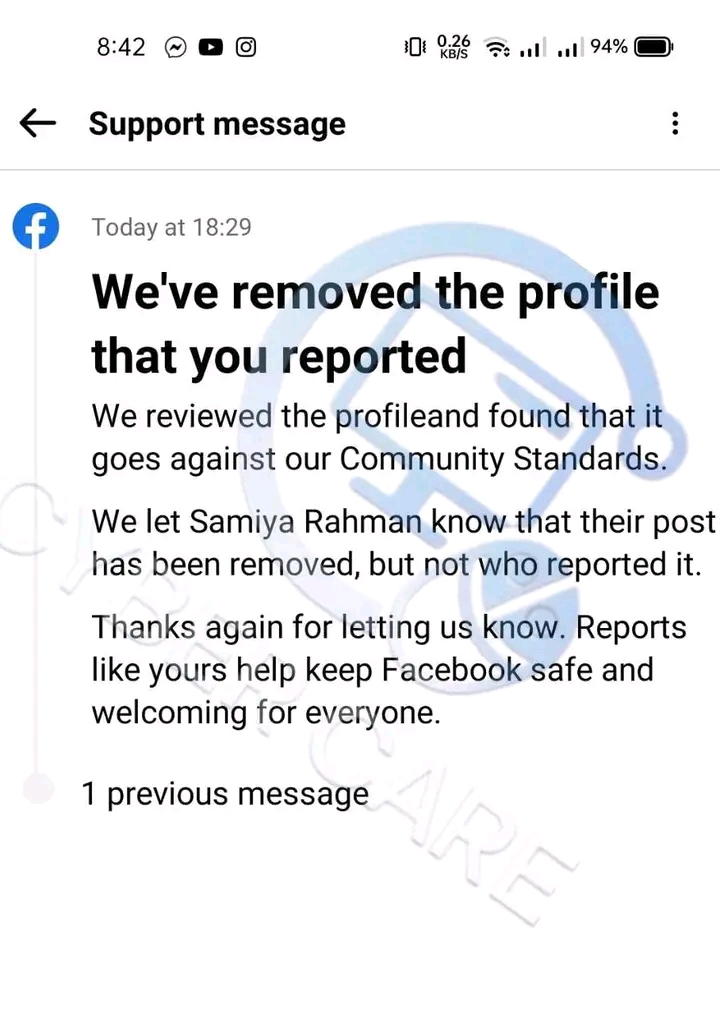 8:42
0.26
KB/S
94%
Support message
Today at 18:29
We've removed the profile
that you reported
We reviewed the profileand found that it
goes against our Community Standards.
We let Samiya Rahman know that their post
has been removed, but not who reported it.
Thanks again for letting us know. Reports
like yours help keep Facebook safe and
welcoming for everyone.
1 previous message
CYBER CARE